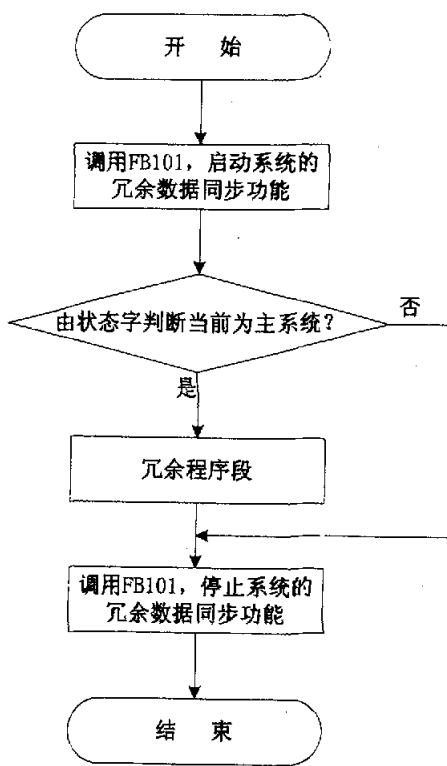 开 始
调用FB101，启动系统的
冗余数据同步功能
由状态字判断当前为主系统？
否
是
冗余程序段
调用FB101，停止系统的
冗余数据同步功能
结 束